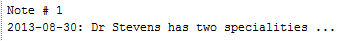 Note # 1
2013-08-30: Dr Stevens has two specialities ...